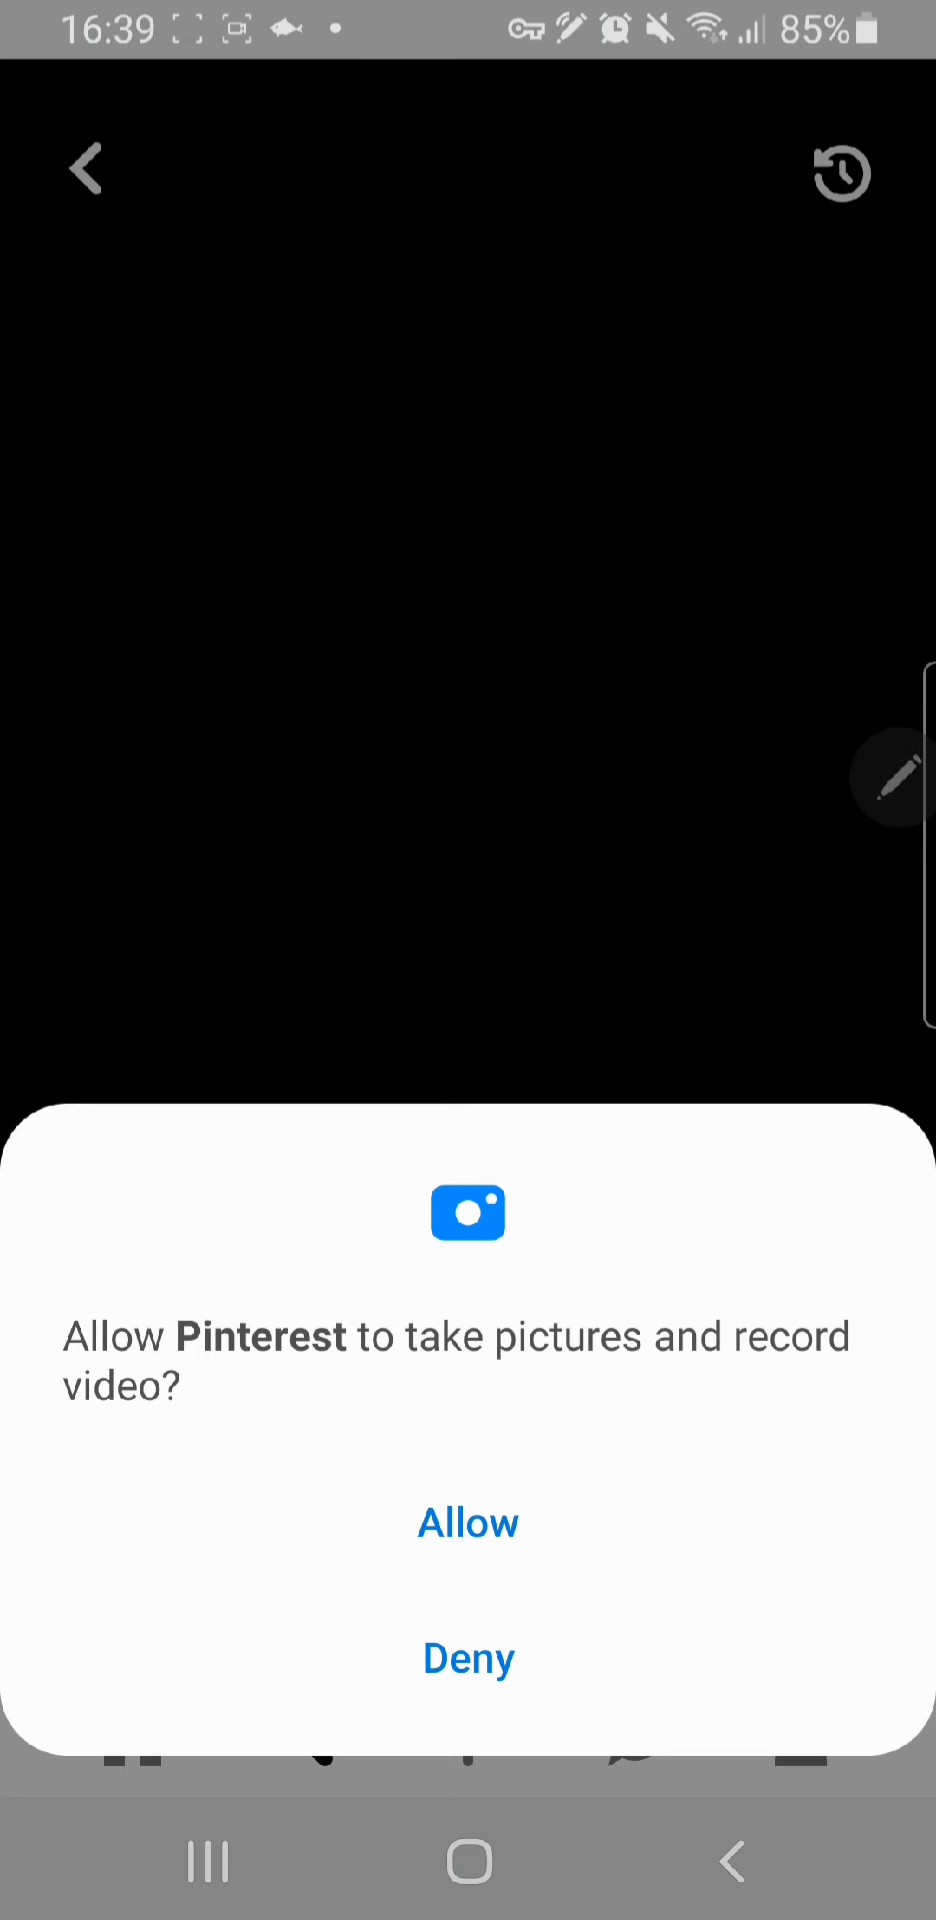 16:39 85%
Allow Pinterest to take pictures and record
video?
Allow
Deny